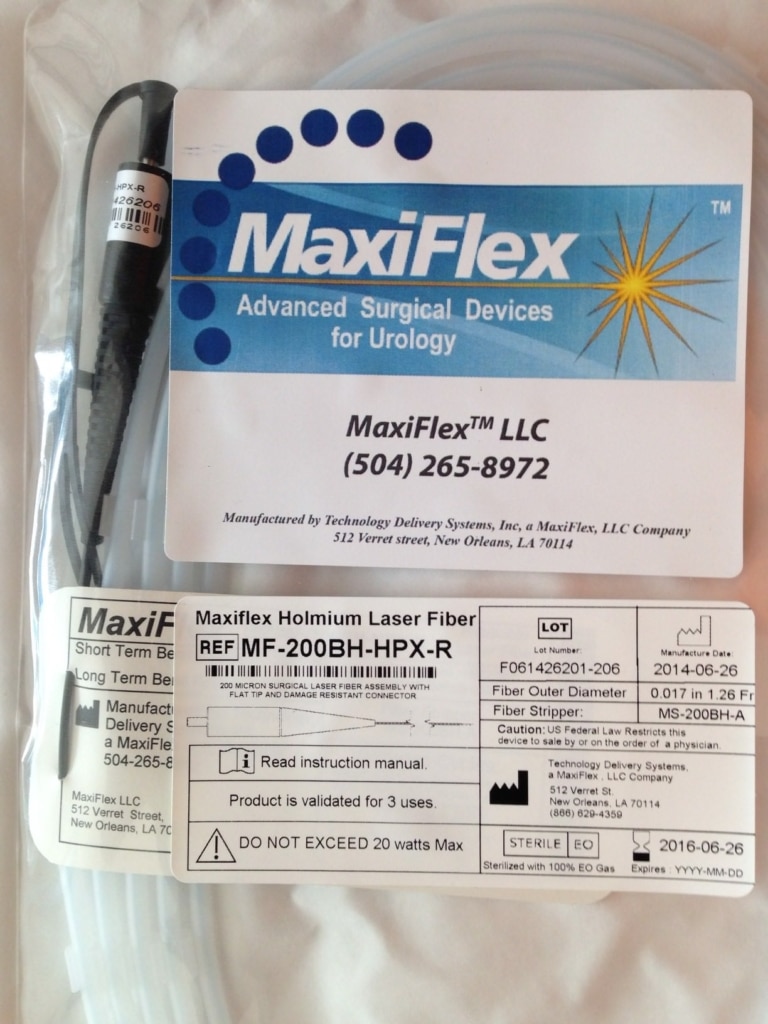 -HPX-R
426206
26206
MaxiFlex
TM
Advanced Surgical Devices
for Urology
MaxiFlex™ LLC
(504) 265-8972
Manufactured by Technology Delivery Systems, Inc, a MaxiFlex, LLC Company
512 Verret street, New Orleans, LA 70114
MaxiF
Short Term Be
Long Term Be
Manufact
Delivery S
a MaxiFle
504-265-8
MaxiFlex LLC
512 Verret Street,
New Orleans, LA 70
Maxiflex Holmium Laser Fiber
REF MF-200BH-HPX-R
200 MICRON SURGICAL LASER FIBER ASSEMBLY WITH
FLAT TIP AND DAMAGE RESISTANT CONNECTOR
Read instruction manual.
Product is validated for 3 uses.
DO NOT EXCEED 20 watts Max
LOT
Lot Number:
F061426201-206
Manufacture Date:
2014-06-26
Fiber Outer Diameter 0.017 in 1.26 Fr
Fiber Stripper: MS-200BH-A
Caution: US Federal Law Restricts this
device to sale by or on the order of a physician.
Technology Delivery Systems,
a MaxiFlex , LLC Company
512 Verret St.
New Orleans, LA 70114
(866) 629-4359
STERILE EO
Sterilized with 100% EO Gas
2016-06-26
Expires : YYYY-MM-DD